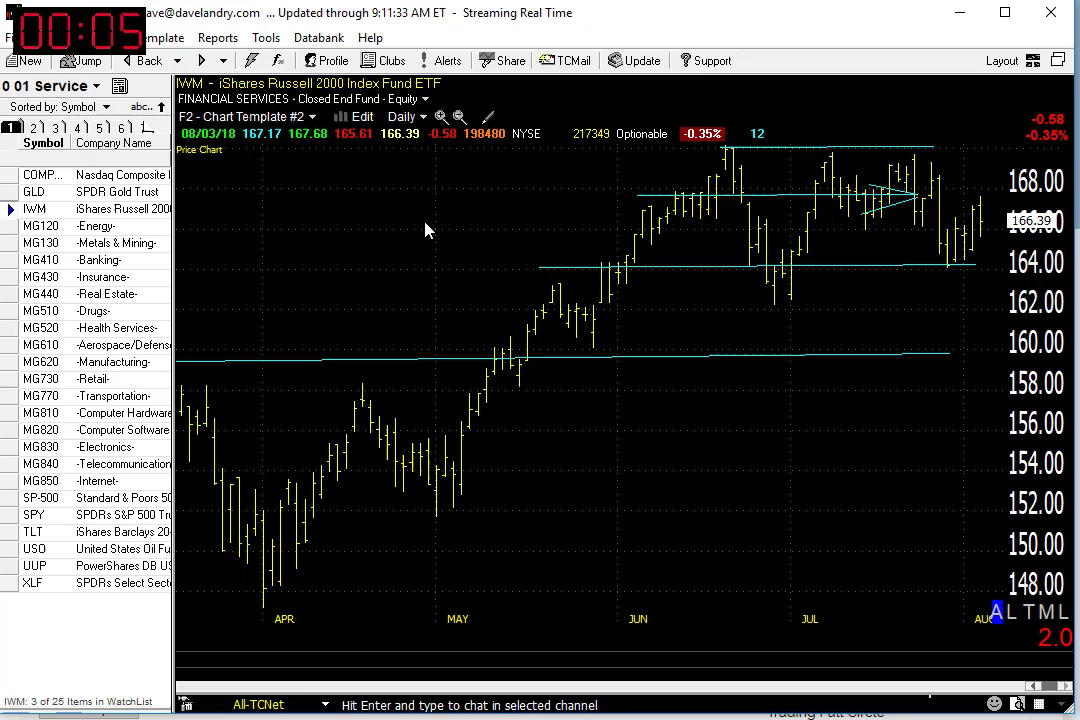 00:05
ave@davelandry.com ... Updated through 9:11:33 AM ET - Streaming Real Time
mplate Reports Tools Databank Help
New Jump Back Profile Clubs Alerts Share TCMail Update Support Layout
0 01 Service
Sorted by: Symbol abc..
1 2 3 4 5 6
Symbol Company Name
COMP... Nasdaq Composite I
GLD SPDR Gold Trust
IWM iShares Russell 2000
MG120 -Energy-
MG130 -Metals & Mining-
MG410 -Banking-
MG430 -Insurance-
MG440 -Real Estate-
MG510 -Drugs-
MG520 -Health Services-
MG610 -Aerospace/Defens
MG620 -Manufacturing-
MG730 -Retail-
MG770 -Transportation-
MG810 -Computer Hardware
MG820 -Computer Software
MG830 -Electronics-
MG840 -Telecommunication
MG850 -Internet-
SP-500 Standard & Poors 50
SPY SPDRs S&P 500 Tru
TLT iShares Barclays 20+
USO United States Oil Fu
UUP PowerShares DB US
XLF SPDRs Select Sect
IWM: 3 of 25 Items in WatchList
IWM - iShares Russell 2000 Index Fund ETF
FINANCIAL SERVICES - Closed End Fund - Equity
F2 - Chart Template #2 Edit Daily
08/03/18 167.17 167.68 165.61 166.39 -0.58 198480 NYSE 217349 Optionable -0.35% 12
-0.58
-0.35%
Price Chart
168.00
166.39
164.00
162.00
160.00
158.00
156.00
154.00
152.00
150.00
148.00
APR MAY JUN JUL AUG
A L T M L
2.0
All-TCNet Hit Enter and type to chat in selected channel